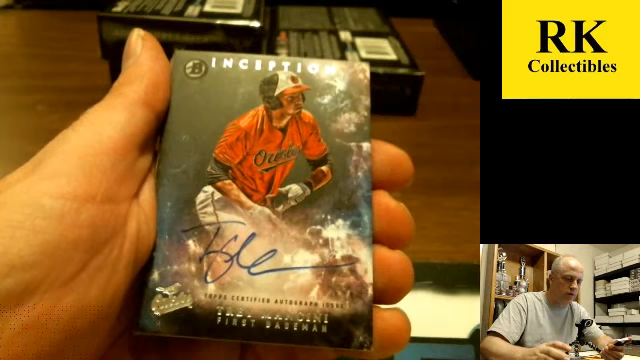 RK
Collectibles
B
INCEPTION
Orioles
TOPPS CERTIFIED AUTOGRAPH ISSUE
FIRST BASEMAN